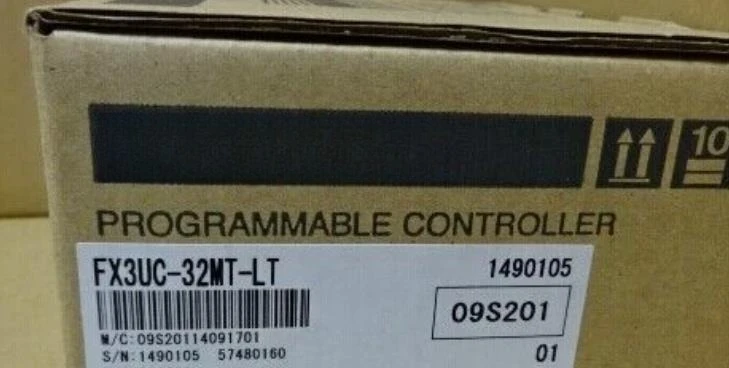 10
PROGRAMMABLE CONTROLLER
FX3UC-32MT-LT 1490105
09S201
M/C:09S20114091701
S/N:1490105 57480160
01